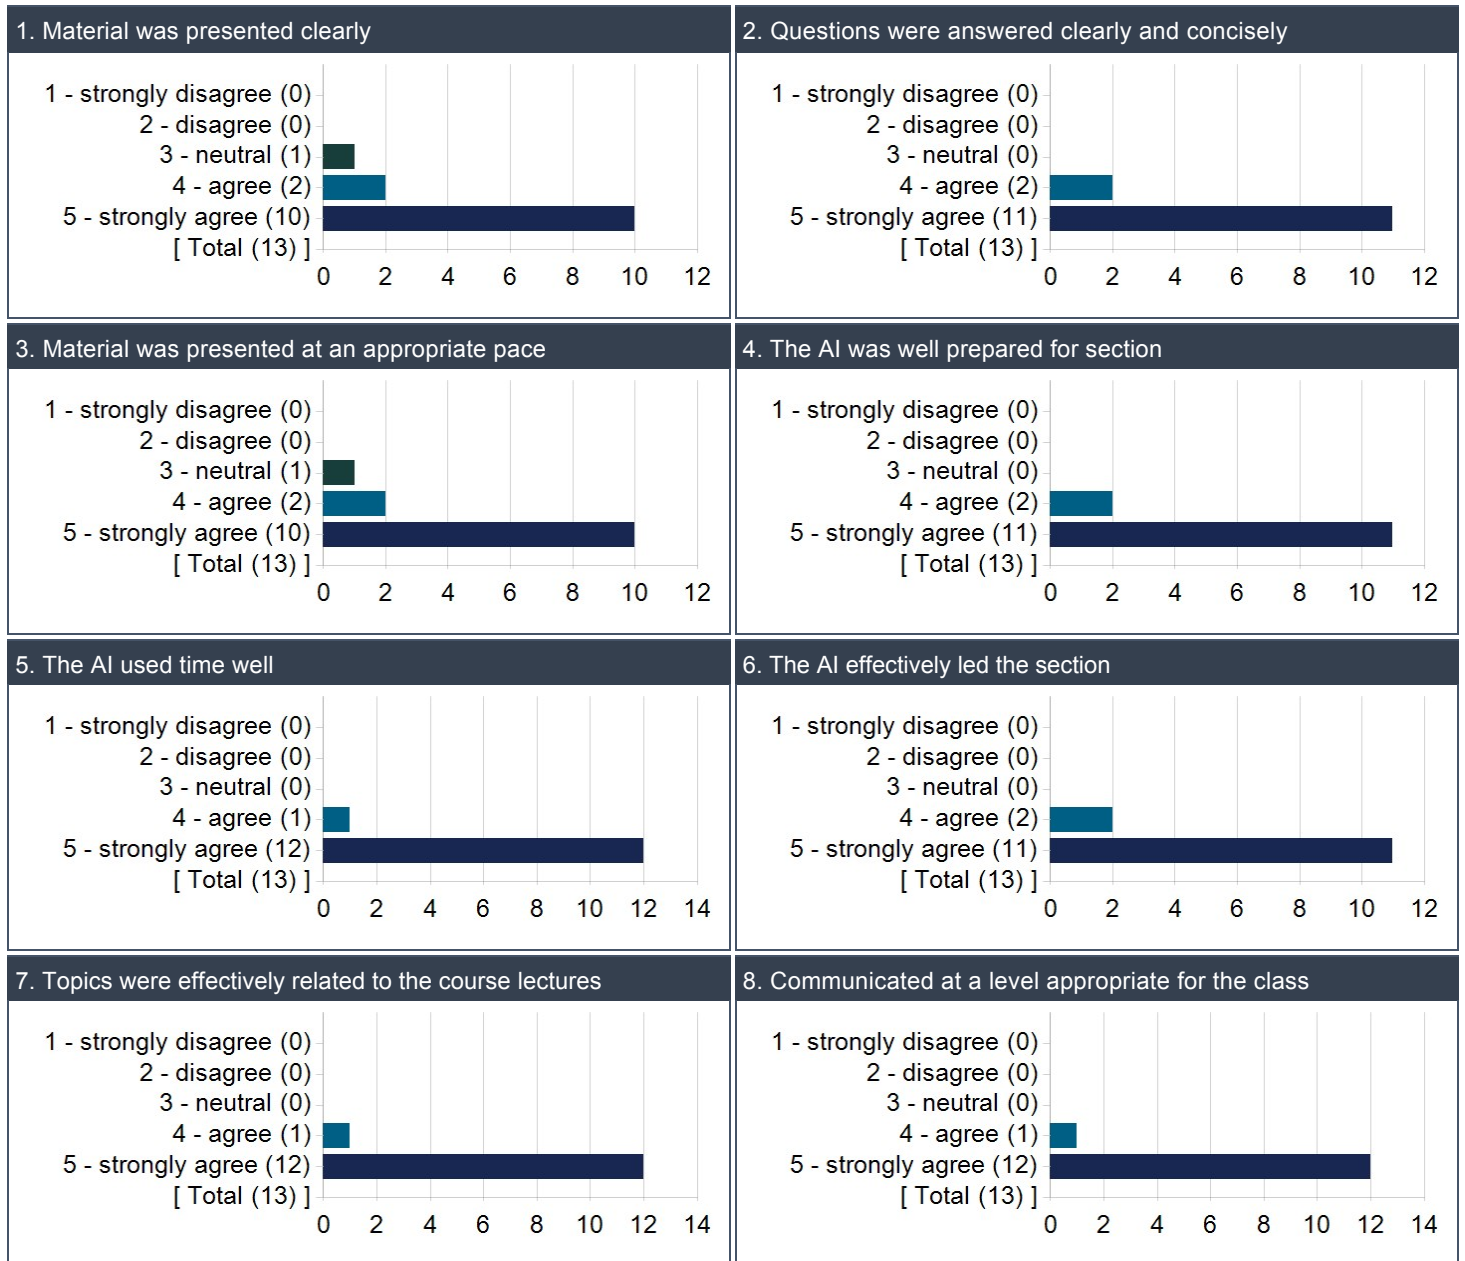 1. Material was presented clearly
1 - strongly disagree (0)
2 - disagree (0)
3 - neutral (1)
4 - agree (2)
5 - strongly agree (10)
[ Total (13) ]
0 2 4 6 8 10 12
2. Questions were answered clearly and concisely
1 - strongly disagree (0)
2 - disagree (0)
3 - neutral (0)
4 - agree (2)
5 - strongly agree (11)
[ Total (13) ]
0 2 4 6 8 10 12
3. Material was presented at an appropriate pace
1 - strongly disagree (0)
2 - disagree (0)
3 - neutral (1)
4 - agree (2)
5 - strongly agree (10)
[ Total (13) ]
0 2 4 6 8 10 12
4. The AI was well prepared for section
1 - strongly disagree (0)
2 - disagree (0)
3 - neutral (0)
4 - agree (2)
5 - strongly agree (11)
[ Total (13) ]
0 2 4 6 8 10 12
5. The AI used time well
1 - strongly disagree (0)
2 - disagree (0)
3 - neutral (0)
4 - agree (1)
5 - strongly agree (12)
[ Total (13) ]
0 2 4 6 8 10 12 14
6. The AI effectively led the section
1 - strongly disagree (0)
2 - disagree (0)
3 - neutral (0)
4 - agree (2)
5 - strongly agree (11)
[ Total (13) ]
0 2 4 6 8 10 12
7. Topics were effectively related to the course lectures
1 - strongly disagree (0)
2 - disagree (0)
3 - neutral (0)
4 - agree (1)
5 - strongly agree (12)
[ Total (13) ]
0 2 4 6 8 10 12 14
8. Communicated at a level appropriate for the class
1 - strongly disagree (0)
2 - disagree (0)
3 - neutral (0)
4 - agree (1)
5 - strongly agree (12)
[ Total (13) ]
0 2 4 6 8 10 12 14